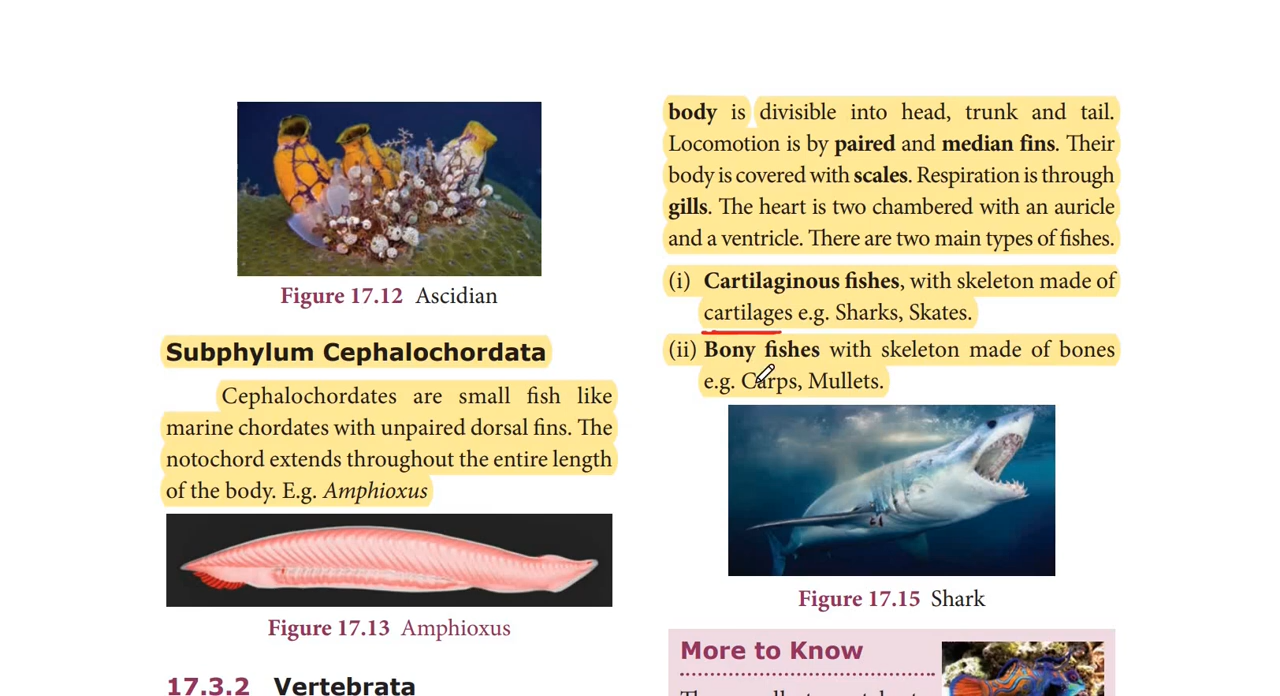 Figure 17.12 Ascidian
Subphylum Cephalochordata
Cephalochordates are small fish like
marine chordates with unpaired dorsal fins. The
notochord extends throughout the entire length
of the body. E.g. Amphioxus
Figure 17.13 Amphioxus
17.3.2 Vertebrata
body is divisible into head, trunk and tail.
Locomotion is by paired and median fins. Their
body is covered with scales. Respiration is through
gills. The heart is two chambered with an auricle
and a ventricle. There are two main types of fishes.
(i) Cartilaginous fishes, with skeleton made of
cartilages e.g. Sharks, Skates.
(ii) Bony fishes with skeleton made of bones
e.g. Carps, Mullets.
Figure 17.15 Shark
More to Know